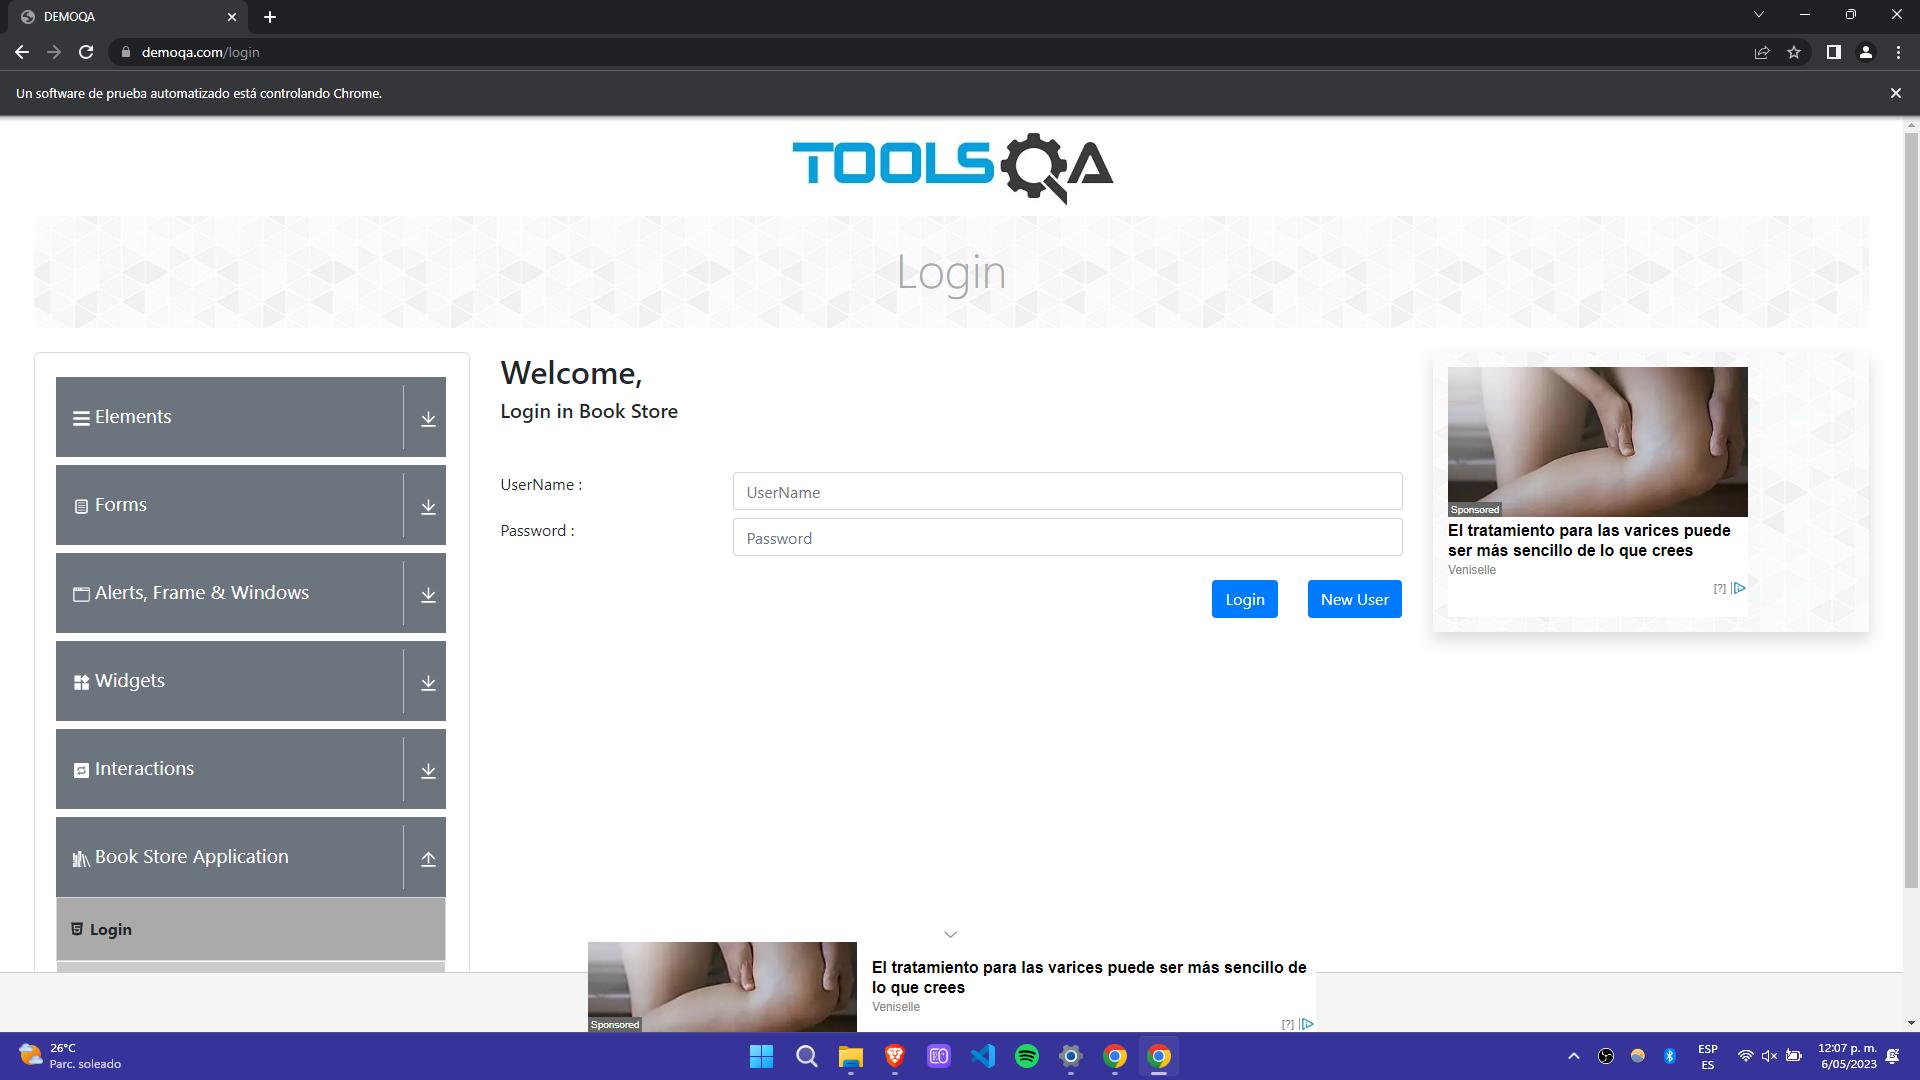 DEMOQA
demoqa.com/login
Un software de prueba automatizado está controlando Chrome.
TOOLSQA
Login
Elements
Forms
Alerts, Frame & Windows
Widgets
Interactions
Book Store Application
Login
Welcome,
Login in Book Store
UserName :
UserName
Password :
Password
Login
New User
Sponsored
El tratamiento para las varices puede
ser más sencillo de lo que crees
Veniselle
[?]
Sponsored
El tratamiento para las varices puede ser más sencillo de
lo que crees
Veniselle
[?]
26°C
Parc. soleado
ESP
ES
12:07 p. m.
6/05/2023